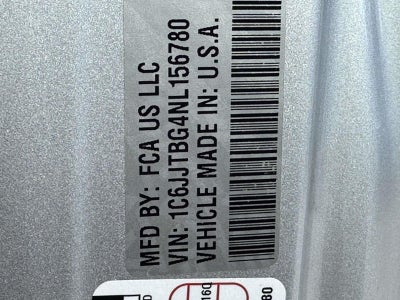 MFD BY: FCA US LLC
VIN: 1C6JJTBG4NL156780
VEHICLE MADE IN: U.S.A.